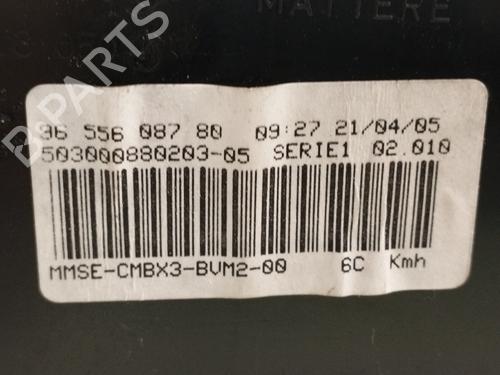 MATIERE
B PARTS
96 556 087 80 09:27 21/04/05
503000880203-05 SERIE1 02.010
MMSE-CMBX3-BVM2-00 6C Kmh